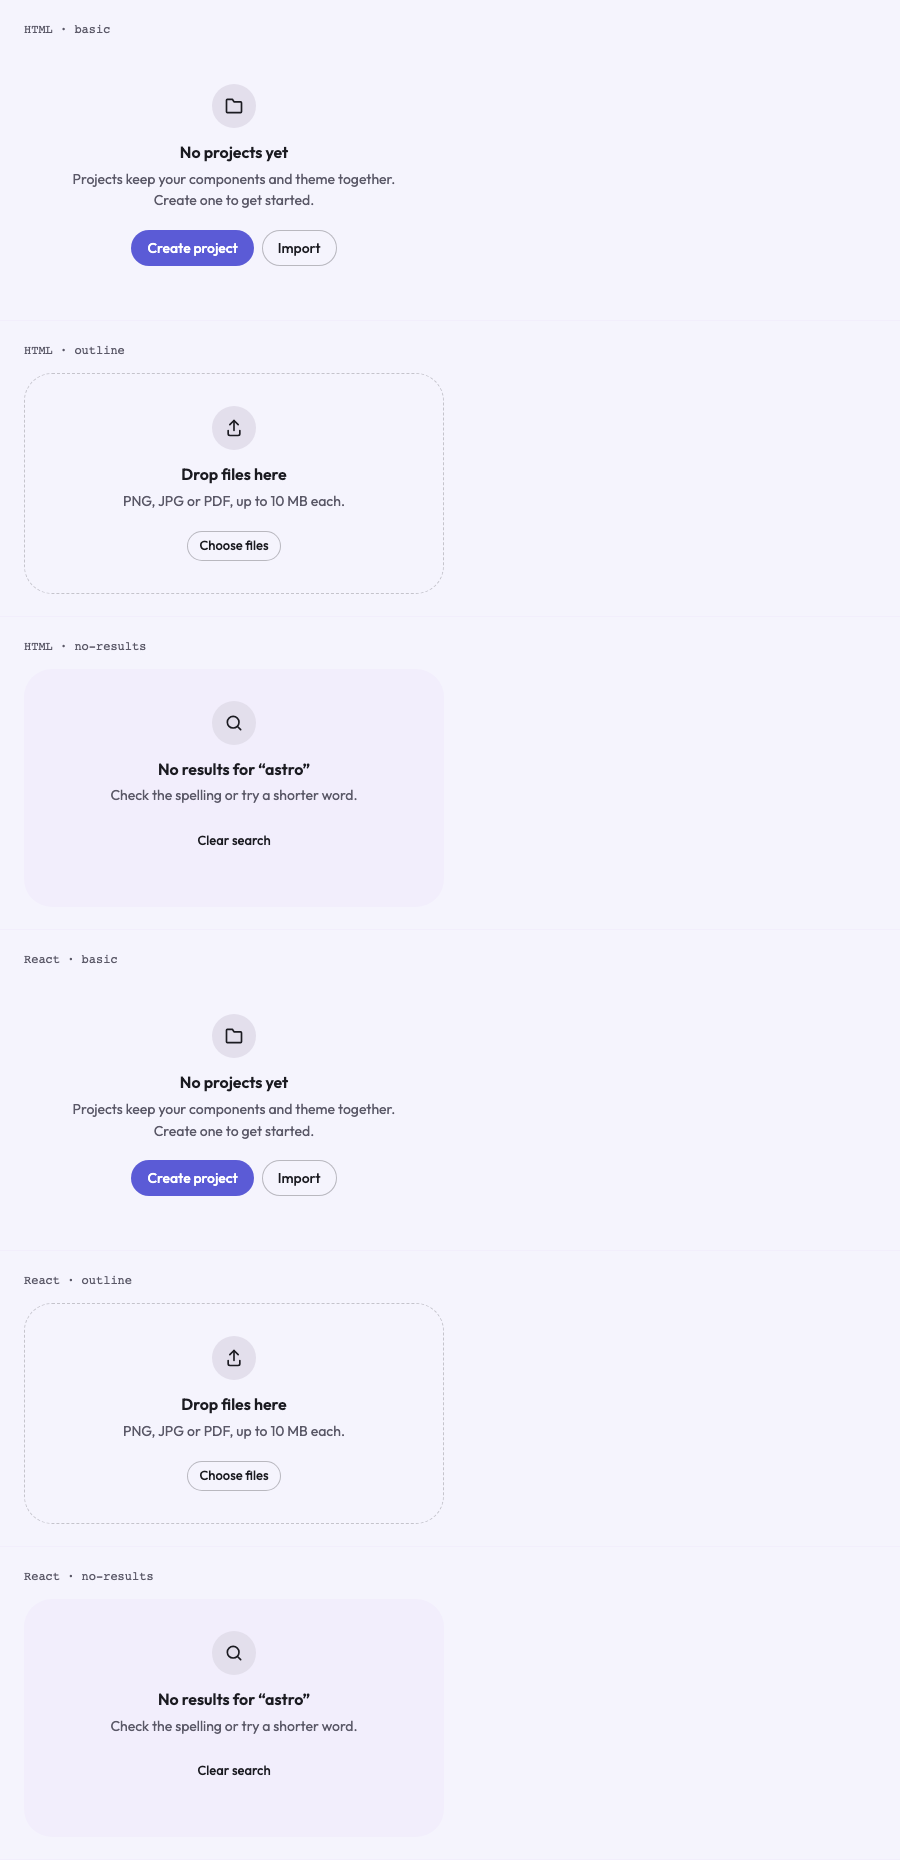 HTML · basic
No projects yet
Projects keep your components and theme together.
Create one to get started.
Create project
Import
HTML · outline
Drop files here
PNG, JPG or PDF, up to 10 MB each.
Choose files
HTML · no-results
No results for “astro”
Check the spelling or try a shorter word.
Clear search
React · basic
No projects yet
Projects keep your components and theme together.
Create one to get started.
Create project
Import
React · outline
Drop files here
PNG, JPG or PDF, up to 10 MB each.
Choose files
React · no-results
No results for “astro”
Check the spelling or try a shorter word.
Clear search